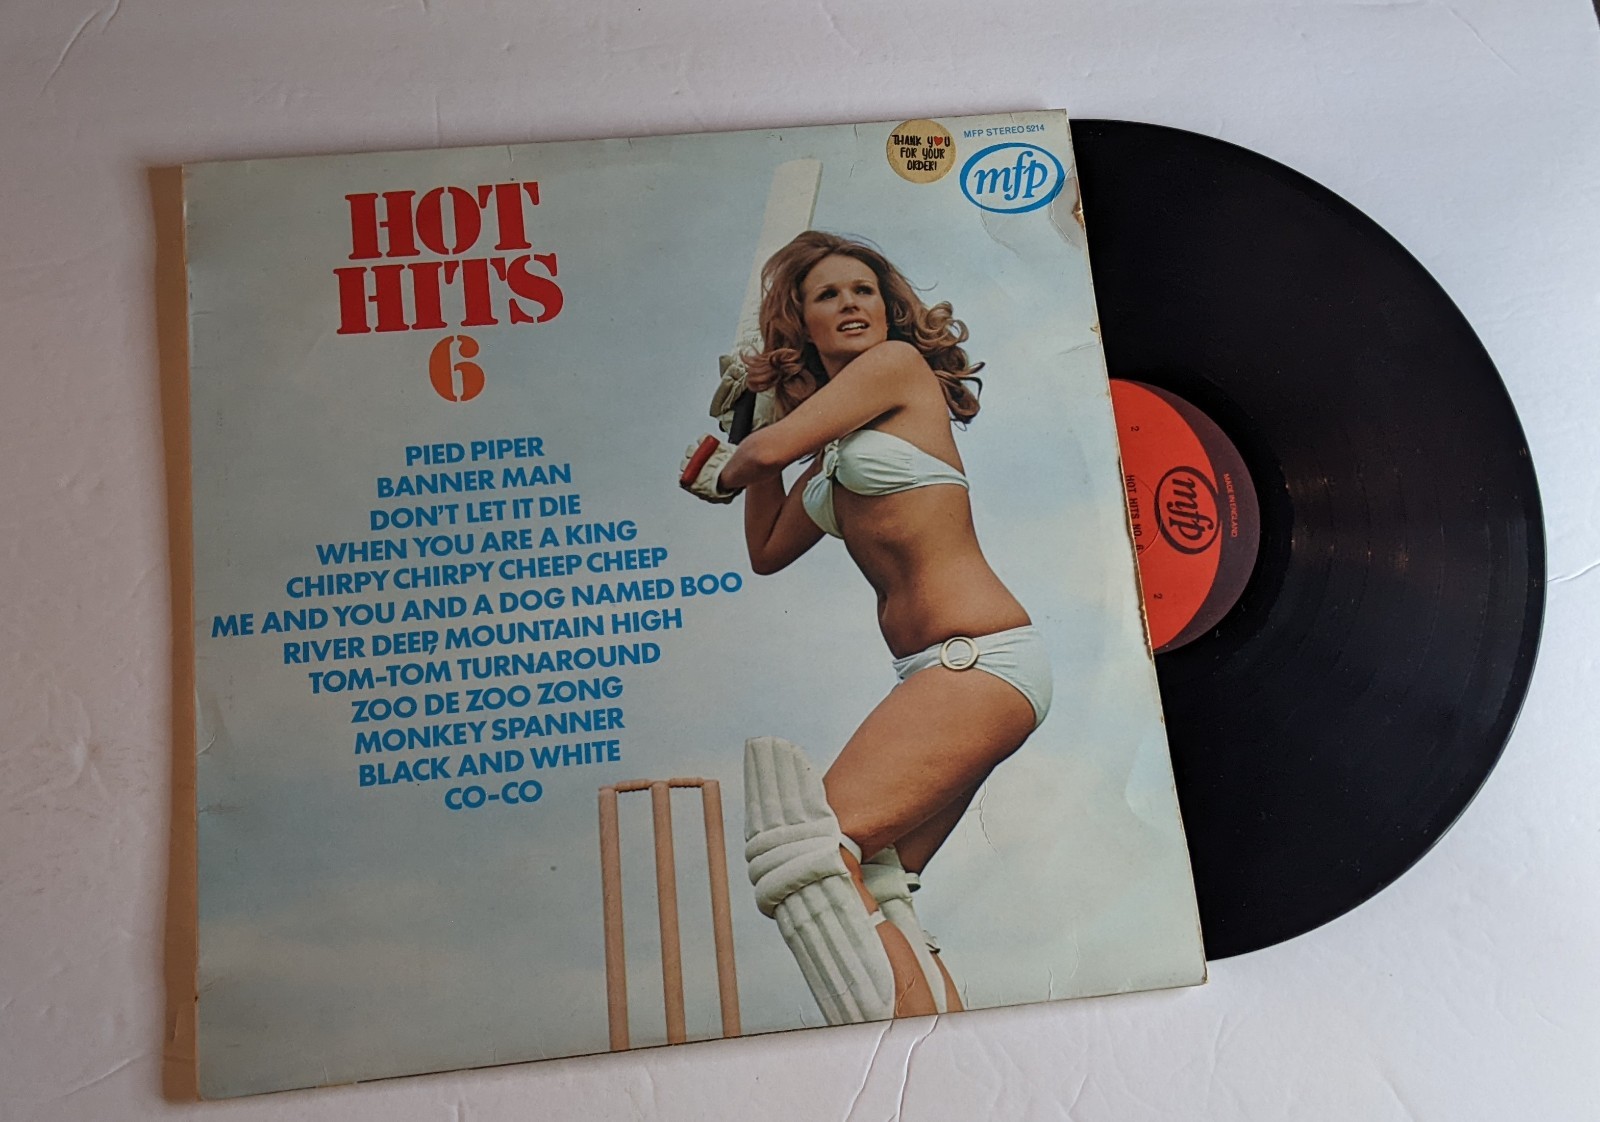 HOT
HITS
6
PIED PIPER
BANNER MAN
DON'T LET IT DIE
WHEN YOU ARE A KING
CHIRPY CHIRPY CHEEP CHEEP
ME AND YOU AND A DOG NAMED BOO
RIVER DEEP, MOUNTAIN HIGH
TOM-TOM TURNAROUND
ZOO DE ZOO ZONG
MONKEY SPANNER
BLACK AND WHITE
CO-CO
THANK YOU
FOR YOUR
ORDER!
MFP STEREO 5214
mfp
MADE IN ENGLAND
mfp
HOT HITS NO. 6
2
2